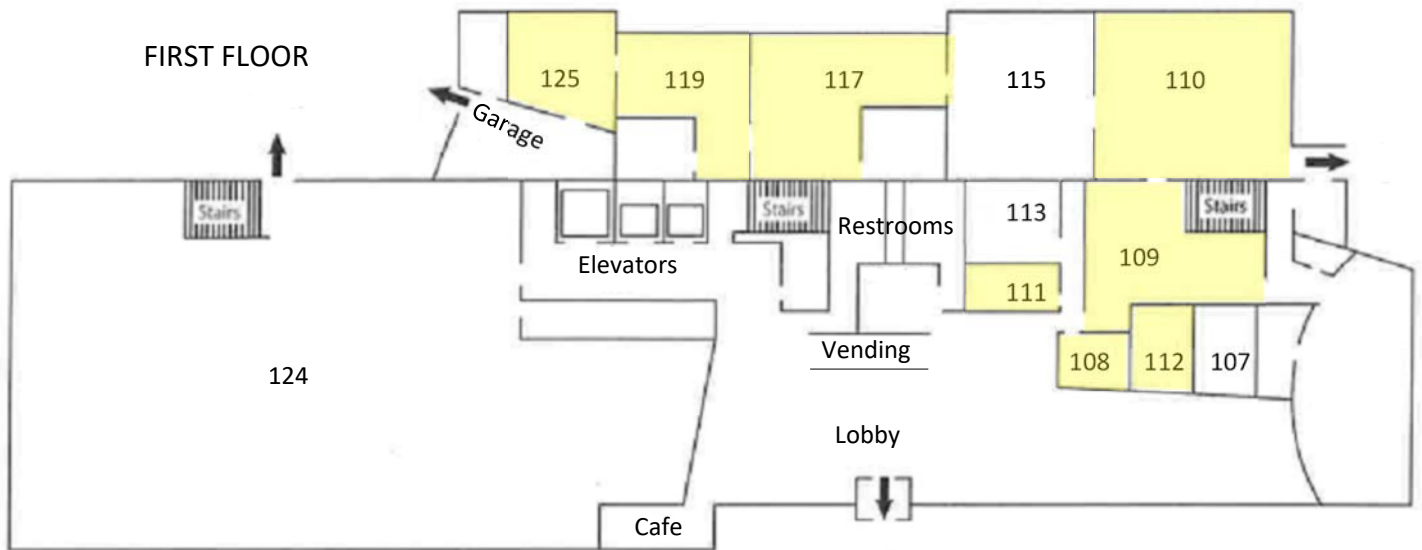 FIRST FLOOR
125
119
117
115
110
Garage
Stairs
Stairs
Stairs
Restrooms
113
Elevators
109
111
Vending
108
112
107
124
Lobby
Cafe